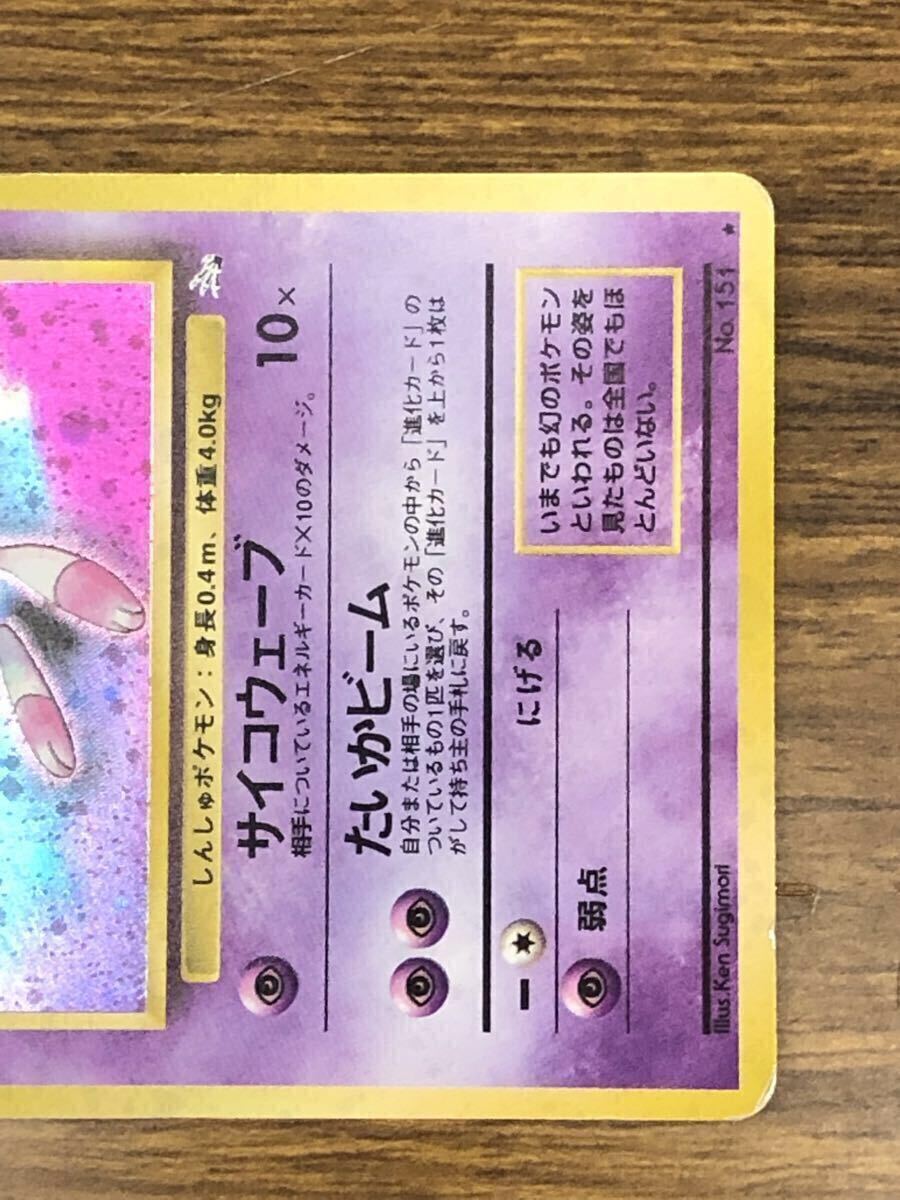 しんしゅポケモン：身長0.4m、体重4.0kg
サイコウェーブ 10×
相手についているエネルギーカード×10のダメージ。
たいかビーム
自分または相手の場にいるポケモンの中から「進化カード」の
ついているもの1匹を選び、その「進化カード」を上から1枚は
がして持ち主の手札に戻す。
にげる
弱点
いまでも幻のポケモン
といわれる。その姿を
見たものは全国でもほ
とんどいない。
Illus. Ken Sugimori
No. 151 ★